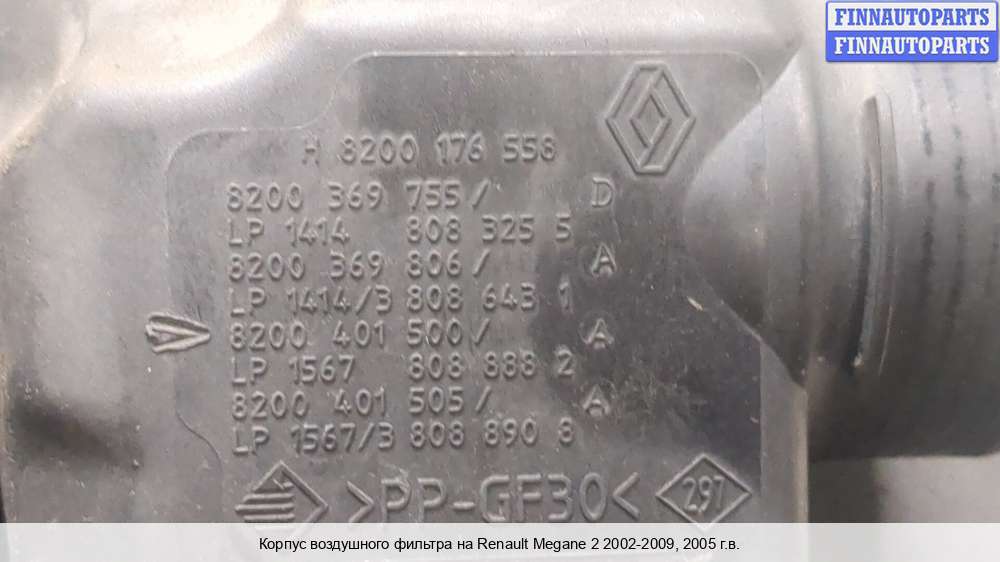 FINNAUTOPARTS
FINNAUTOPARTS
H 8200 176 558
8200 369 755/ D
LP 1414 808 325 5
8200 369 806/ A
LP 1414/3 808 643 1
8200 401 500/ A
LP 1567 808 888 2
8200 401 505/ A
LP 1567/3 808 890 8
>PP-GF30< 297
Корпус воздушного фильтра на Renault Megane 2 2002-2009, 2005 г.в.